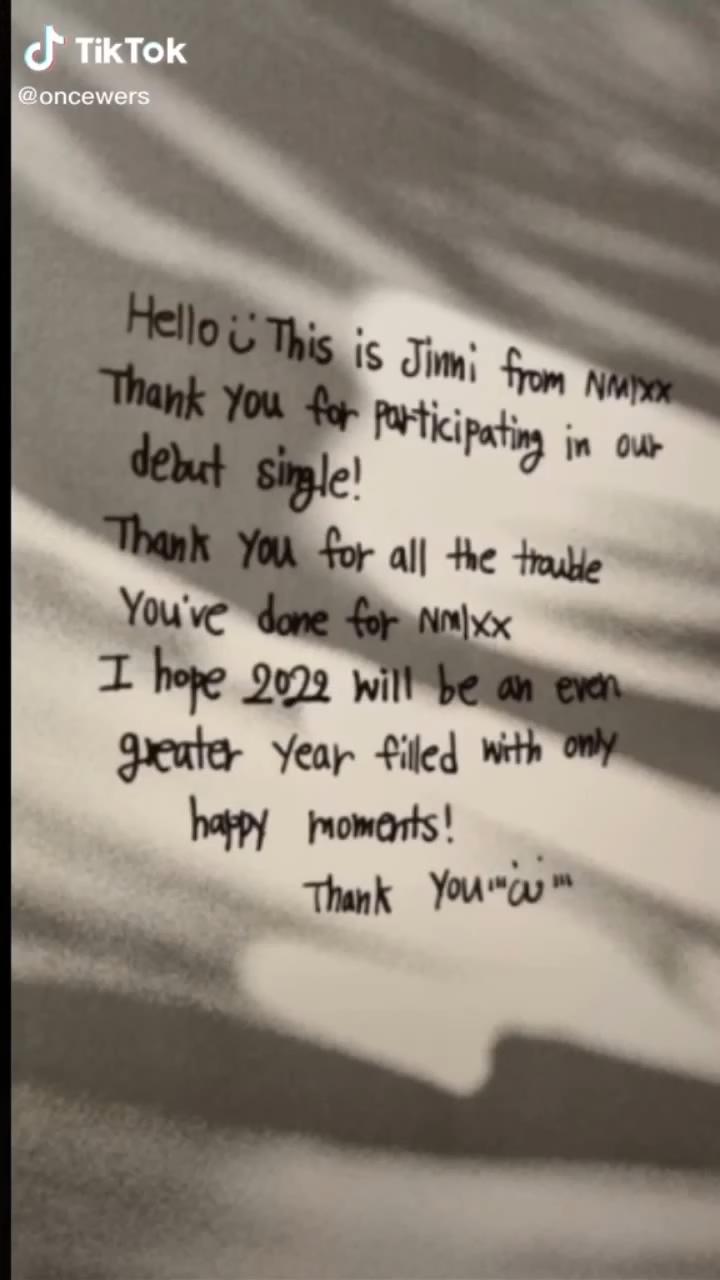 TikTok
@oncewers
Hello ü This is Jinni from NMIXX
Thank you for participating in our
debut single!
Thank you for all the trouble
You've done for NMIXX
I hope 2022 will be an even
greater year filled with only
happy moments!
Thank You